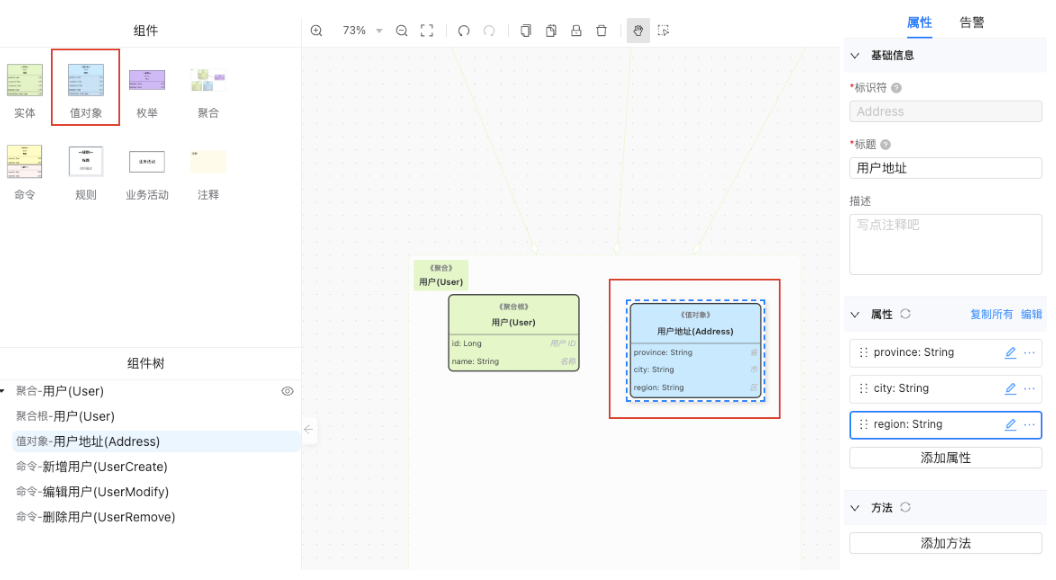 组件
实体
值对象
枚举
聚合
命令
规则
业务活动
注释
组件树
聚合-用户(User)
聚合根-用户(User)
值对象-用户地址(Address)
命令-新增用户(UserCreate)
命令-编辑用户(UserModify)
命令-删除用户(UserRemove)
73%
《聚合》
用户(User)
《聚合根》
用户(User)
id: Long 用户 ID
name: String 名称
《值对象》
用户地址(Address)
province: String 省
city: String 市
region: String 区
属性 告警
基础信息
*标识符
Address
*标题
用户地址
描述
写点注释吧
属性 复制所有 编辑
province: String
city: String
region: String
添加属性
方法
添加方法